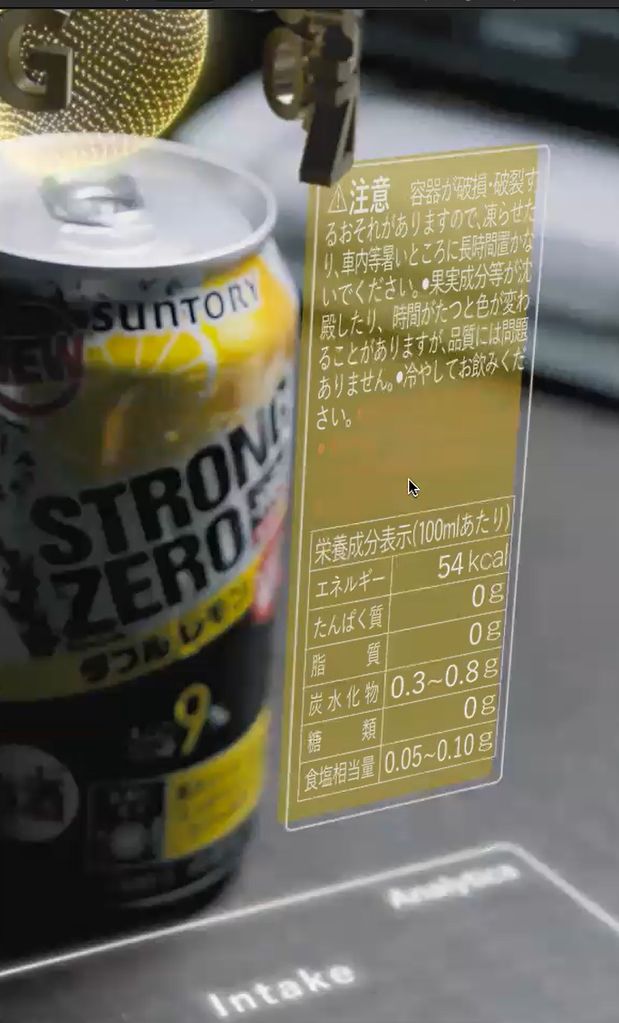 G
SUNTORY
NEW
STRONG
ZERO
ダブルレモン
9
⚠注意 容器が破損・破裂す
るおそれがありますので、凍らせた
り、車内等暑いところに長時間置かな
いでください。●果実成分等が沈
殿したり、時間がたつと色が変わ
ることがありますが、品質には問題
ありません。●冷やしてお飲みくだ
さい。
栄養成分表示(100mlあたり)
エネルギー 54kcal
たんぱく質 0g
脂質 0g
炭水化物 0.3~0.8g
糖類 0g
食塩相当量 0.05~0.10g
Analytics
Intake